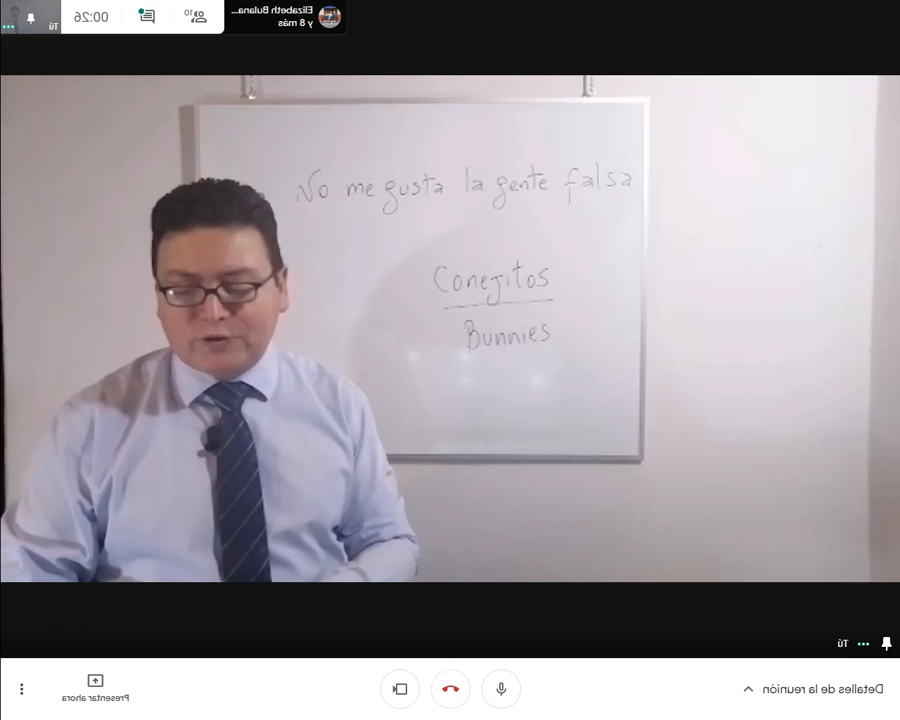 Elizabeth Bulana...
y 8 más
10
00:26
Tú
No me gusta la gente falsa
Conejitos
Bunnies
Tú
Detalles de la reunión
Presentar ahora